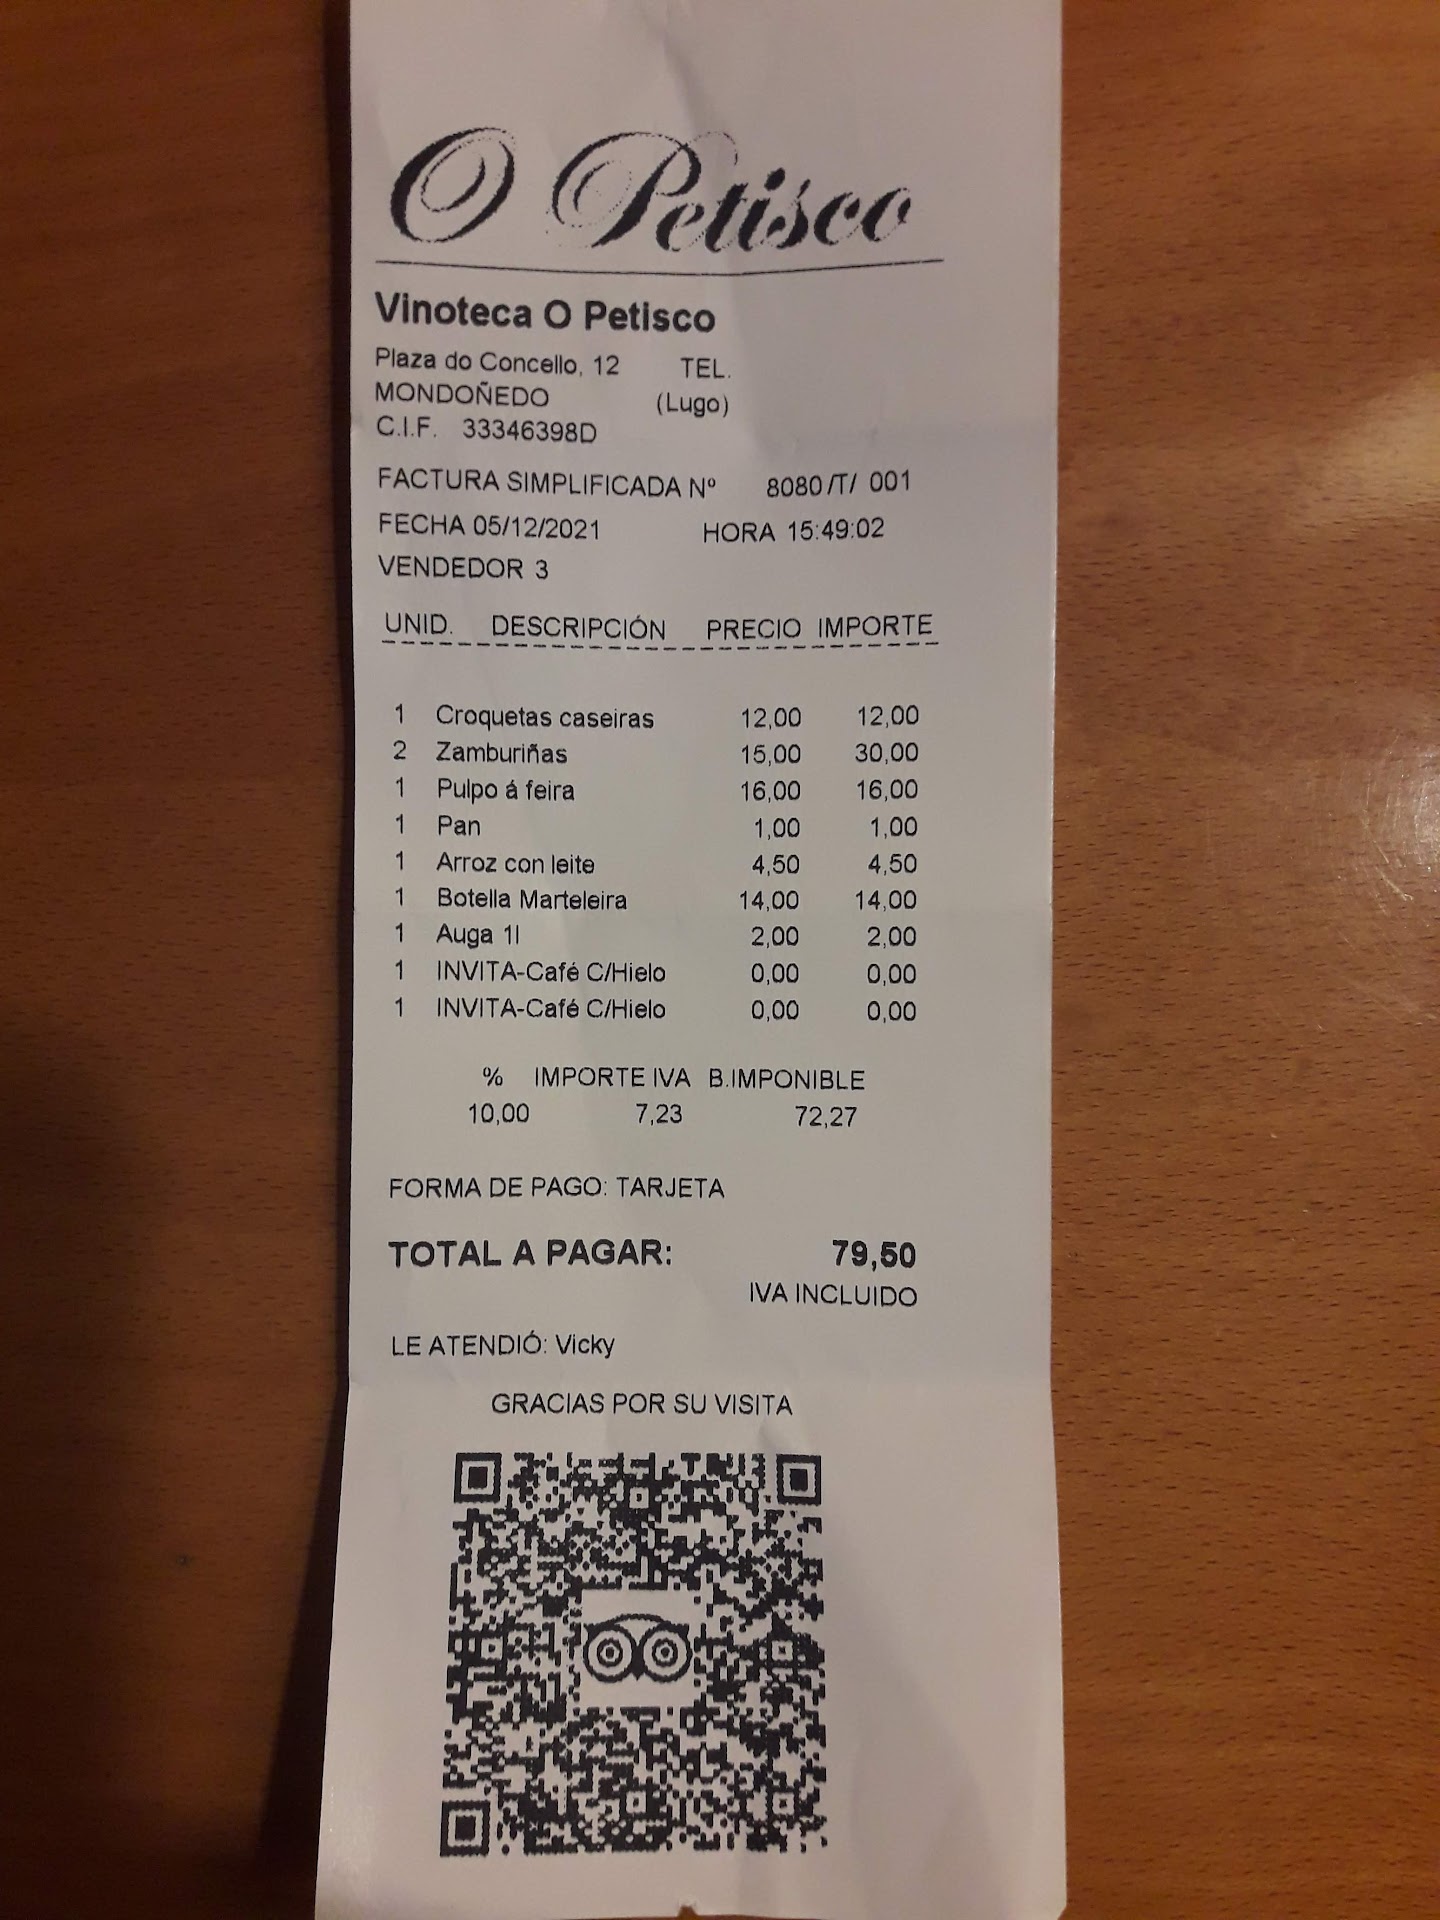 O Petisco
Vinoteca O Petisco
Plaza do Concello, 12 TEL.
MONDOÑEDO (Lugo)
C.I.F. 33346398D
FACTURA SIMPLIFICADA Nº 8080 /T/ 001
FECHA 05/12/2021 HORA 15:49:02
VENDEDOR 3
UNID. DESCRIPCIÓN PRECIO IMPORTE
1 Croquetas caseiras 12,00 12,00
2 Zamburiñas 15,00 30,00
1 Pulpo á feira 16,00 16,00
1 Pan 1,00 1,00
1 Arroz con leite 4,50 4,50
1 Botella Marteleira 14,00 14,00
1 Auga 1l 2,00 2,00
1 INVITA-Café C/Hielo 0,00 0,00
1 INVITA-Café C/Hielo 0,00 0,00
% IMPORTE IVA B.IMPONIBLE
10,00 7,23 72,27
FORMA DE PAGO: TARJETA
TOTAL A PAGAR: 79,50
IVA INCLUIDO
LE ATENDIÓ: Vicky
GRACIAS POR SU VISITA